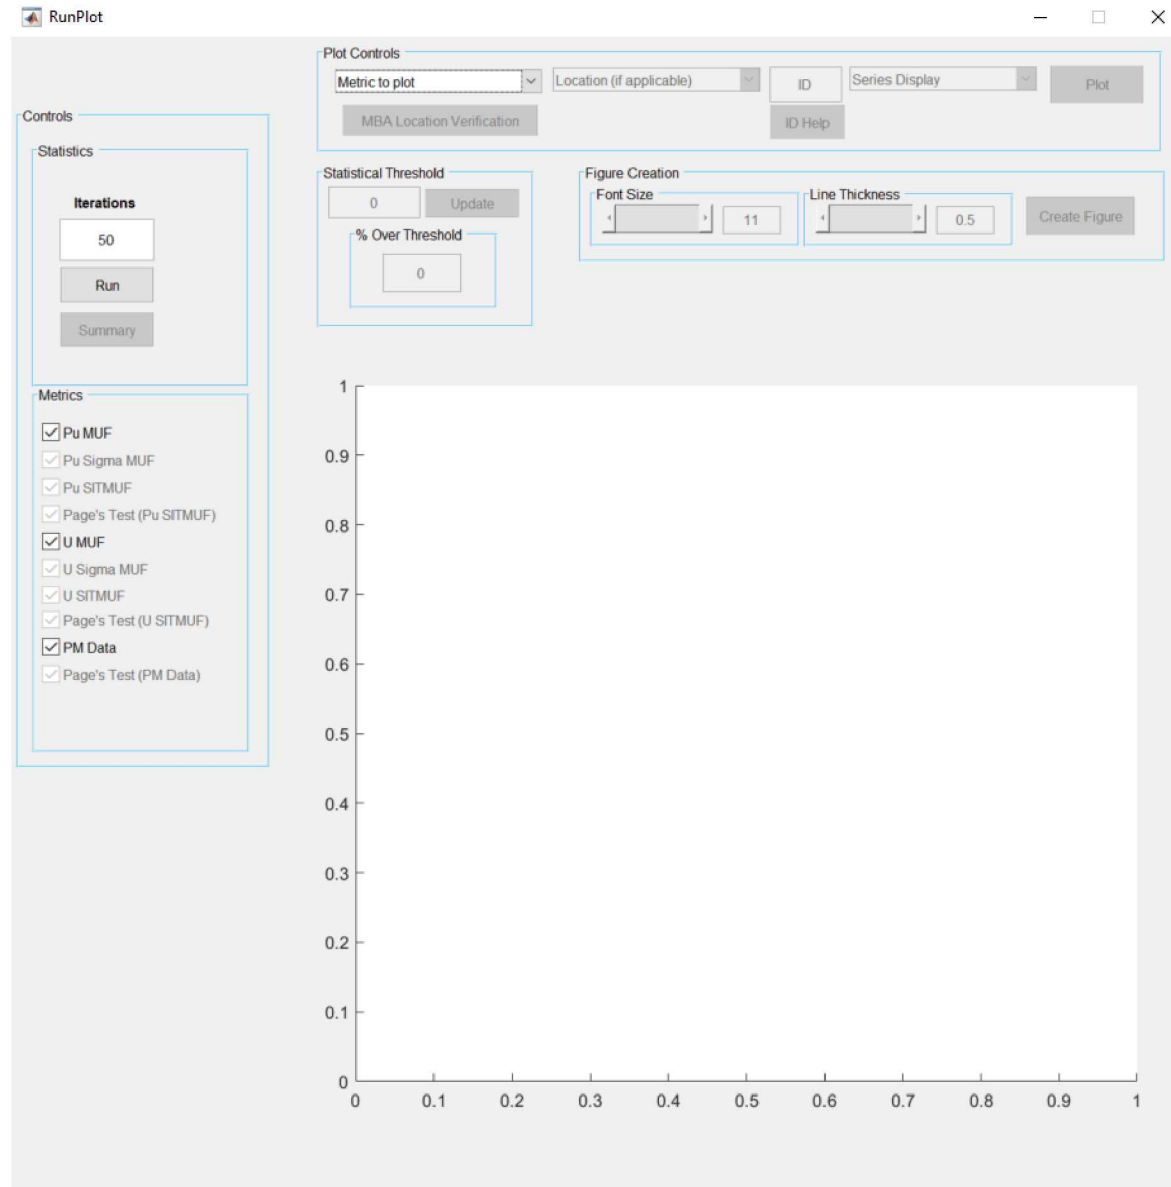 RunPlot
Plot Controls
Metric to plot
Location (if applicable)
ID
Series Display
Plot
MBA Location Verification
ID Help
Controls
Statistics
Iterations
50
Run
Summary
Statistical Threshold
0
Update
% Over Threshold
0
Figure Creation
Font Size
11
Line Thickness
0.5
Create Figure
Metrics
Pu MUF
Pu Sigma MUF
Pu SITMUF
Page's Test (Pu SITMUF)
U MUF
U Sigma MUF
U SITMUF
Page's Test (U SITMUF)
PM Data
Page's Test (PM Data)
1
0.9
0.8
0.7
0.6
0.5
0.4
0.3
0.2
0.1
0
0 0.1 0.2 0.3 0.4 0.5 0.6 0.7 0.8 0.9 1